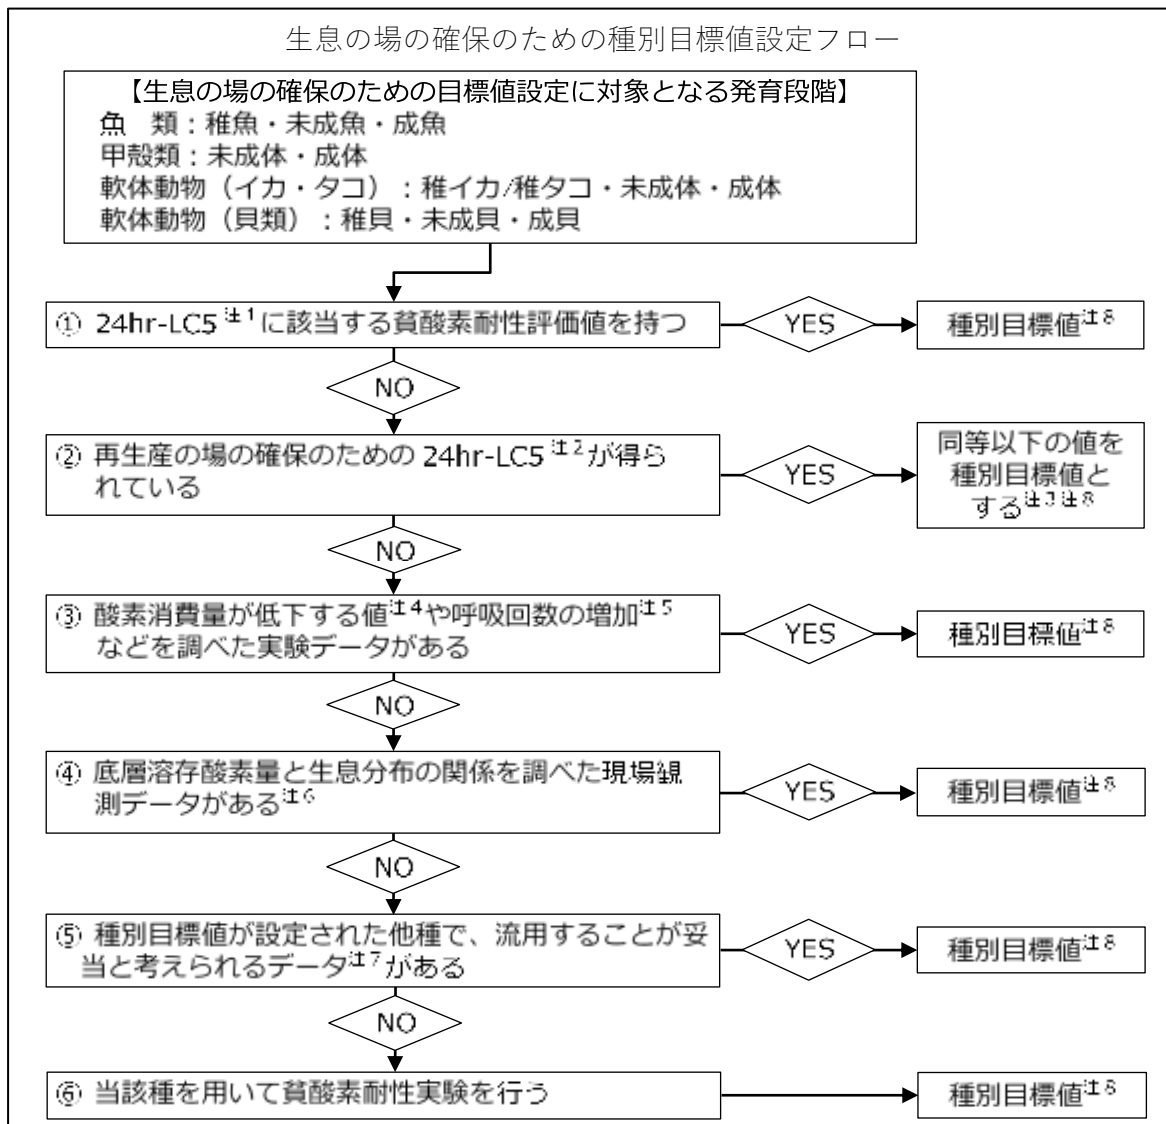 生息の場の確保のための種別目標値設定フロー
【生息の場の確保のための目標値設定に対象となる発育段階】
魚　類：稚魚・未成魚・成魚
甲殻類：未成体・成体
軟体動物（イカ・タコ）：稚イカ/稚タコ・未成体・成体
軟体動物（貝類）：稚貝・未成貝・成貝
① 24hr-LC5注1に該当する貧酸素耐性評価値を持つ
YES
種別目標値注8
NO
② 再生産の場の確保のための 24hr-LC5注2が得ら
れている
YES
同等以下の値を
種別目標値と
する注3注8
NO
③ 酸素消費量が低下する値注4や呼吸回数の増加注5
などを調べた実験データがある
YES
種別目標値注8
NO
④ 底層溶存酸素量と生息分布の関係を調べた現場観
測データがある注6
YES
種別目標値注8
NO
⑤ 種別目標値が設定された他種で、流用することが妥
当と考えられるデータ注7がある
YES
種別目標値注8
NO
⑥ 当該種を用いて貧酸素耐性実験を行う
種別目標値注8